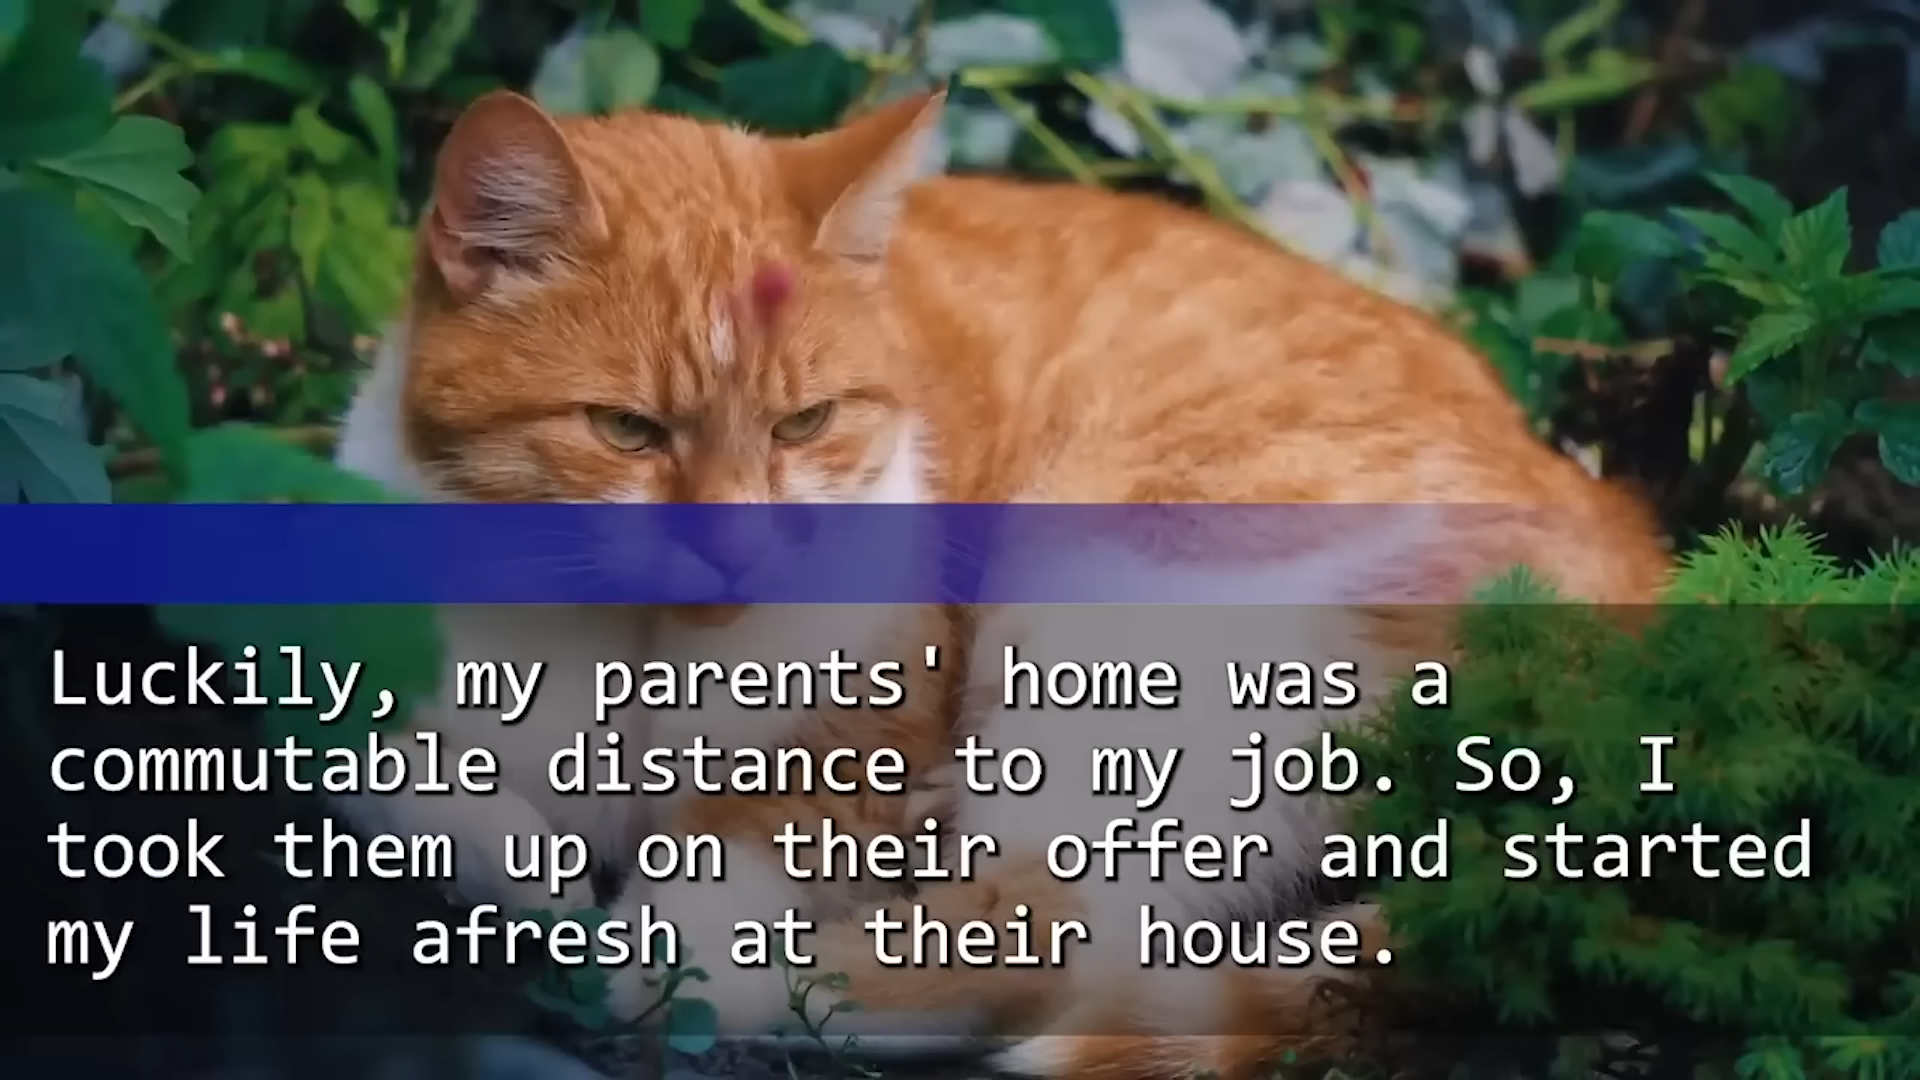 Luckily, my parents' home was a
commutable distance to my job. So, I
took them up on their offer and started
my life afresh at their house.